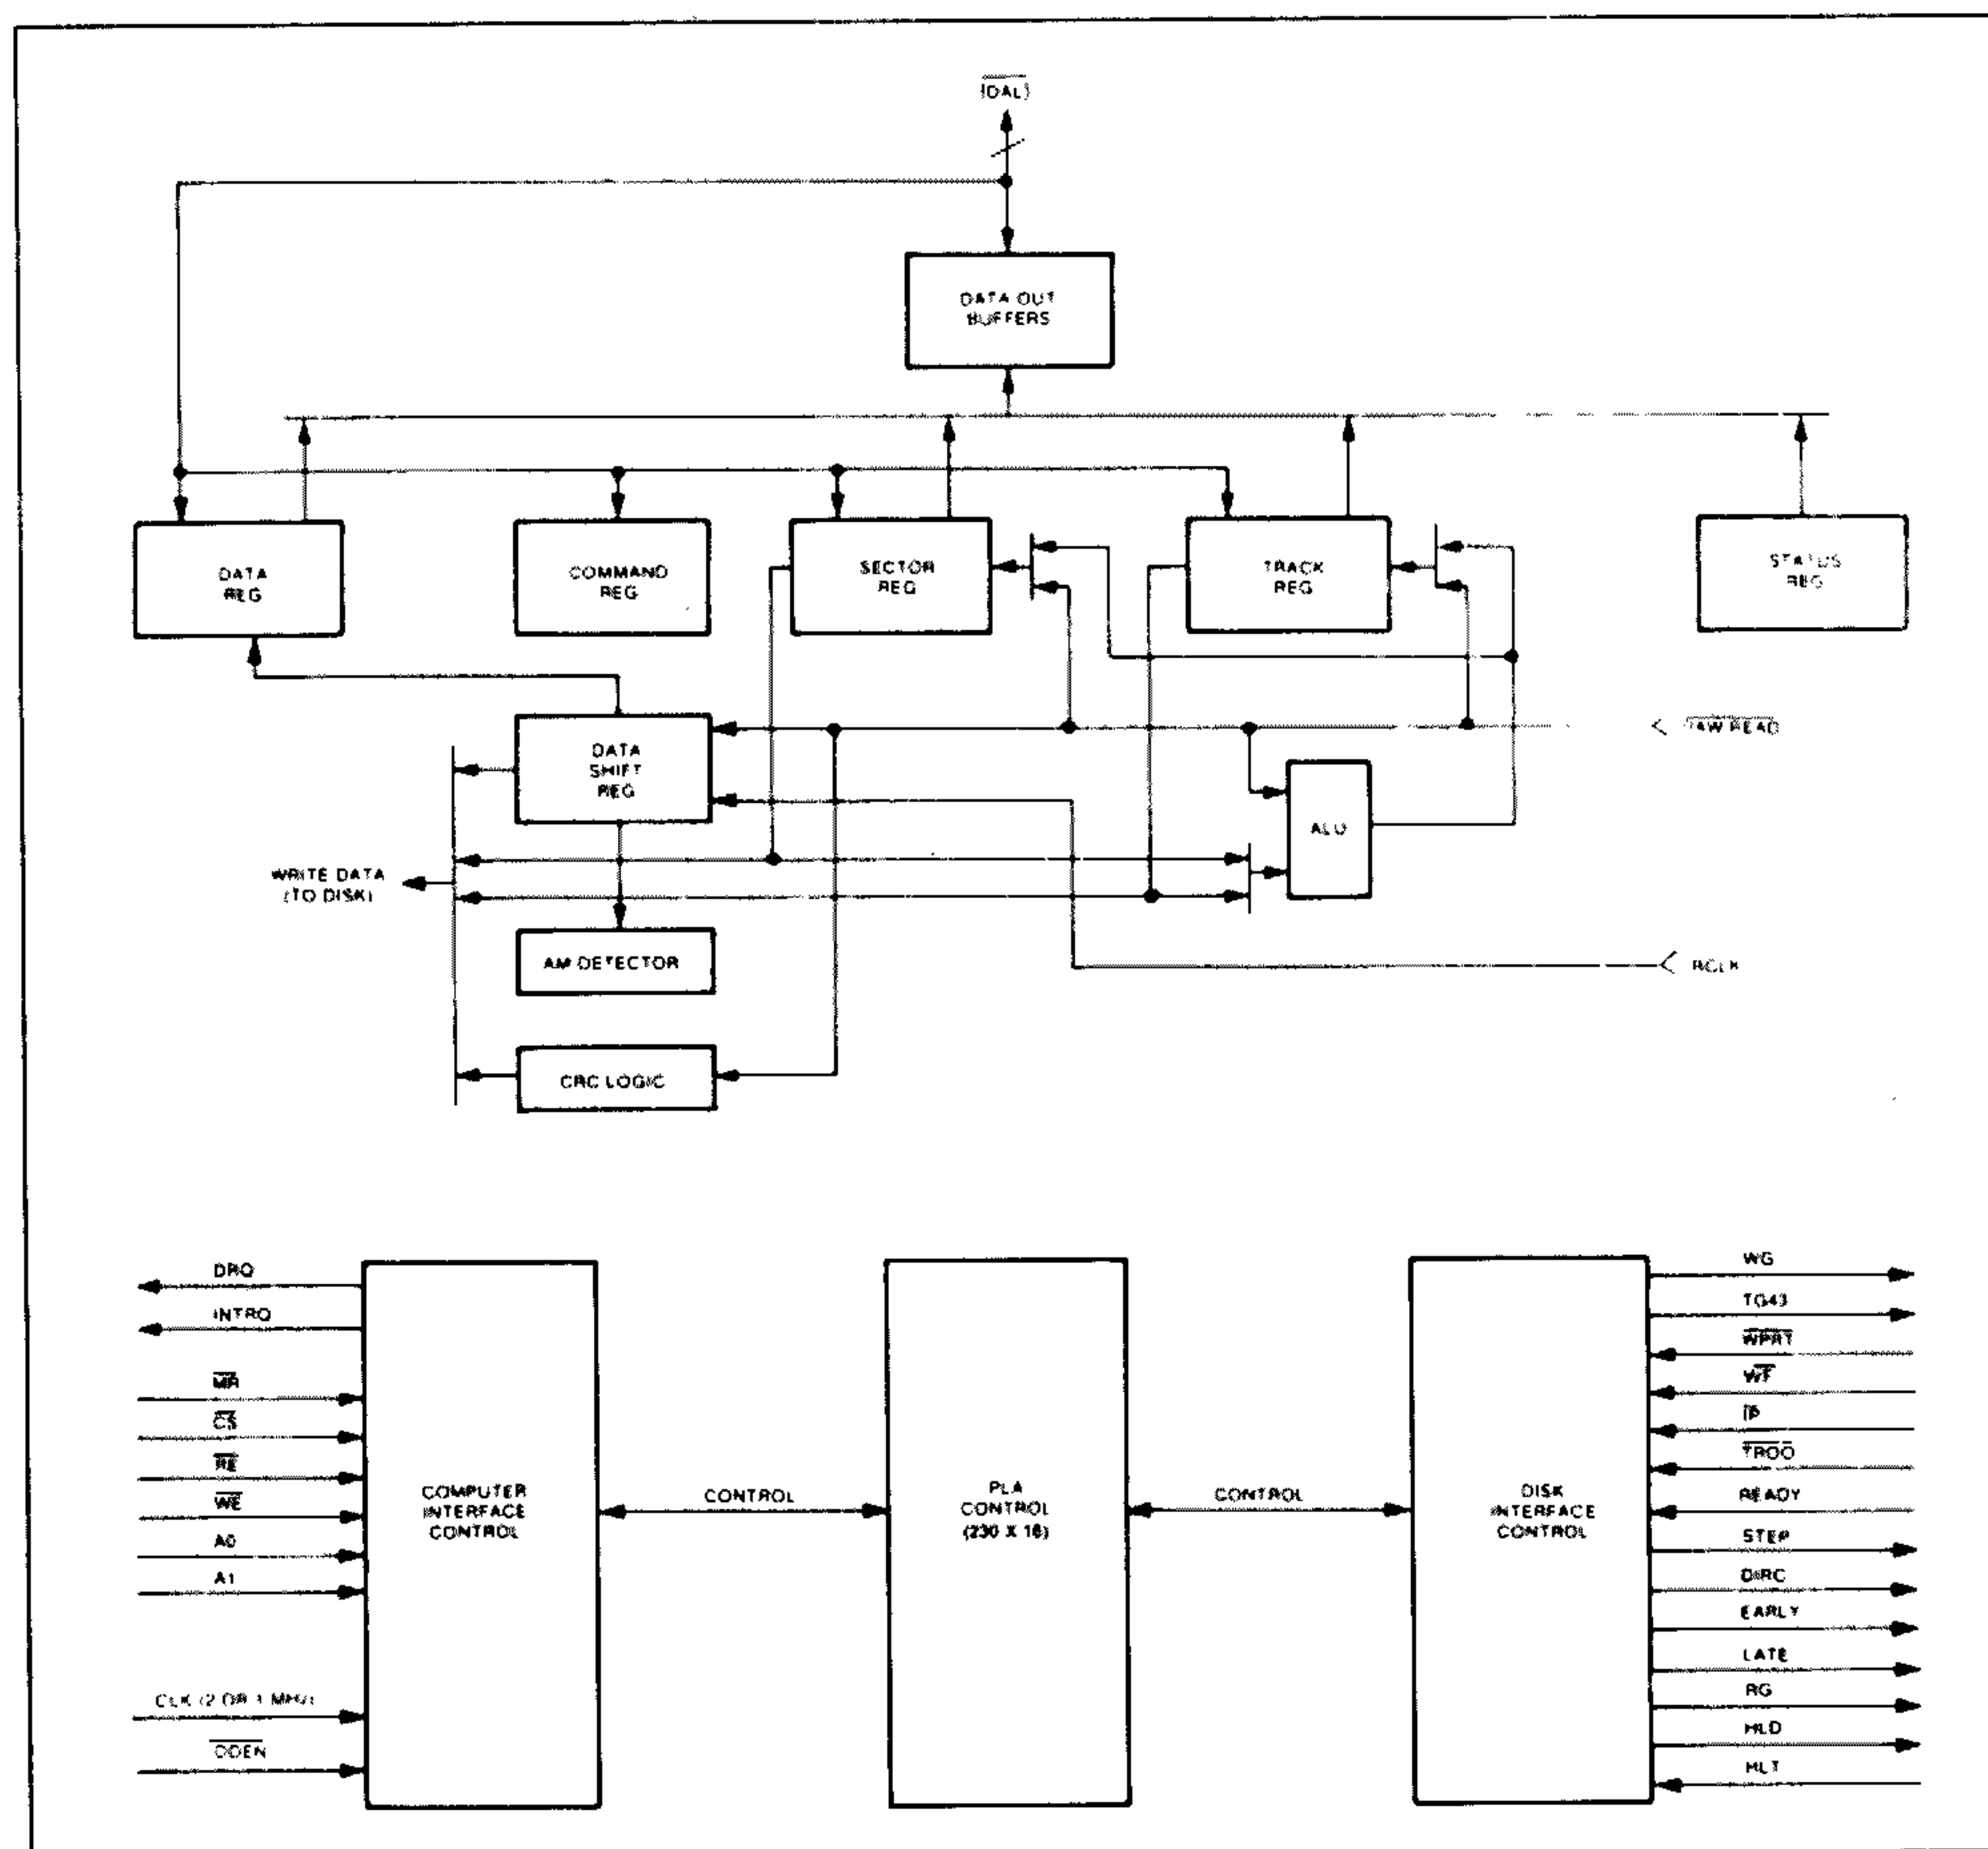 (DAL)
DATA OUT
BUFFERS
DATA
REG
COMMAND
REG
SECTOR
REG
TRACK
REG
STATUS
REG
DATA
SHIFT
REG
RAW READ
ALU
WRITE DATA
(TO DISK)
AM DETECTOR
RCLK
CRC LOGIC
DRQ
INTRQ
MR
CS
RE
WE
A0
A1
CLK (2 OR 1 MHz)
DDEN
COMPUTER
INTERFACE
CONTROL
CONTROL
PLA
CONTROL
(230 X 16)
CONTROL
DISK
INTERFACE
CONTROL
WG
TG43
WPRT
WF
IP
TROO
READY
STEP
DIRC
EARLY
LATE
RG
HLD
HLT